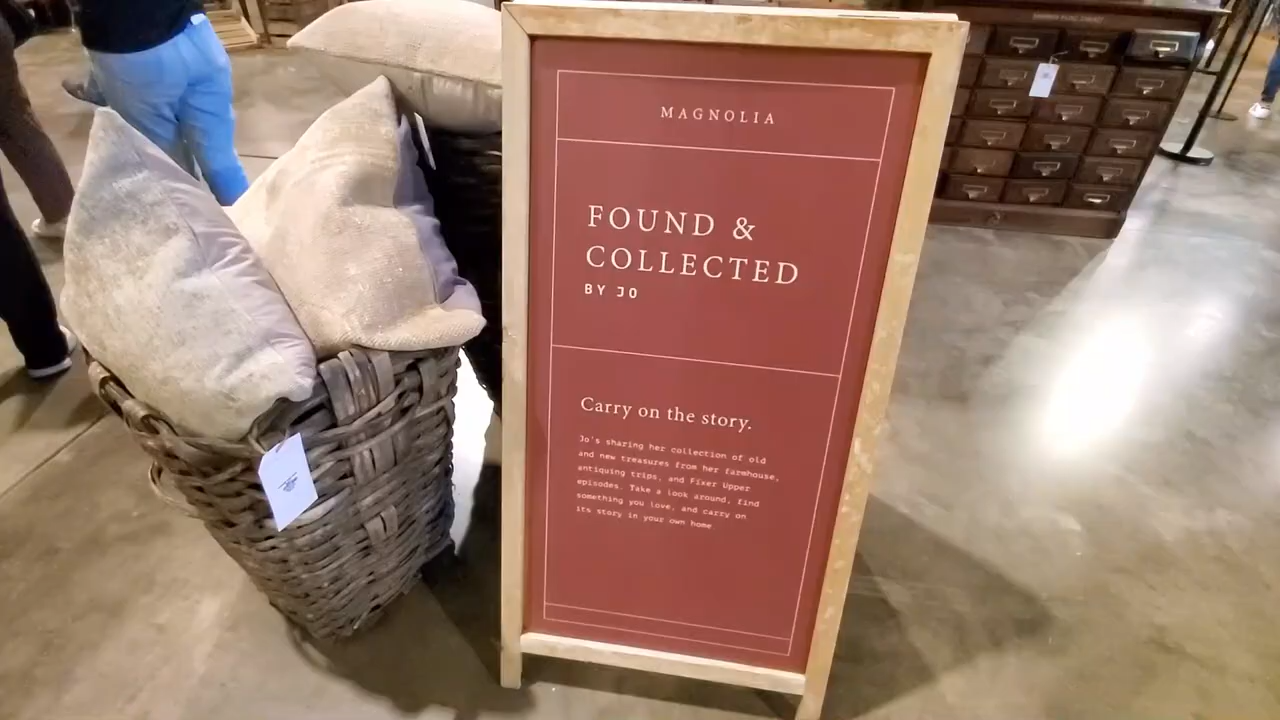 MAGNOLIA
FOUND &
COLLECTED
BY JO
Carry on the story.
Jo's sharing her collection of old
and new treasures from her farmhouse,
antiquing trips, and Fixer Upper
episodes. Take a look around, find
something you love, and carry on
its story in your own home